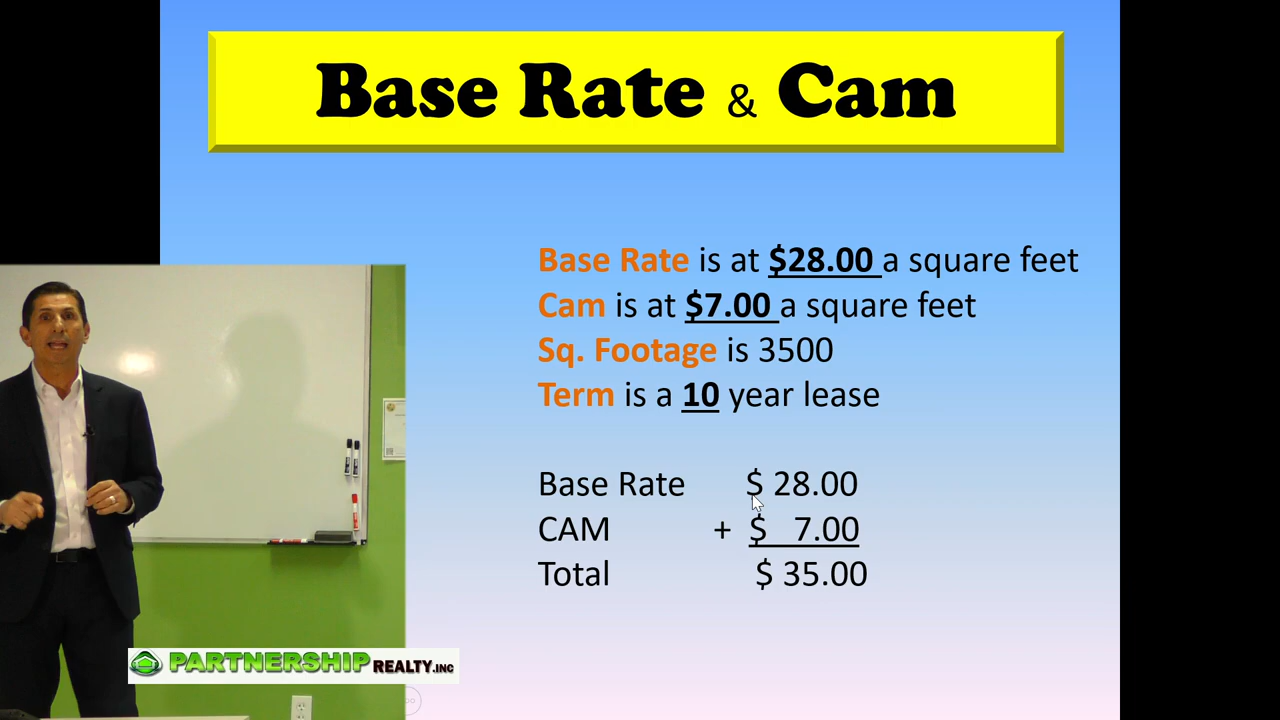 Base Rate & Cam
Base Rate is at $28.00 a square feet
Cam is at $7.00 a square feet
Sq. Footage is 3500
Term is a 10 year lease
Base Rate $ 28.00
CAM + $ 7.00
Total $ 35.00
PARTNERSHIP REALTY.INC